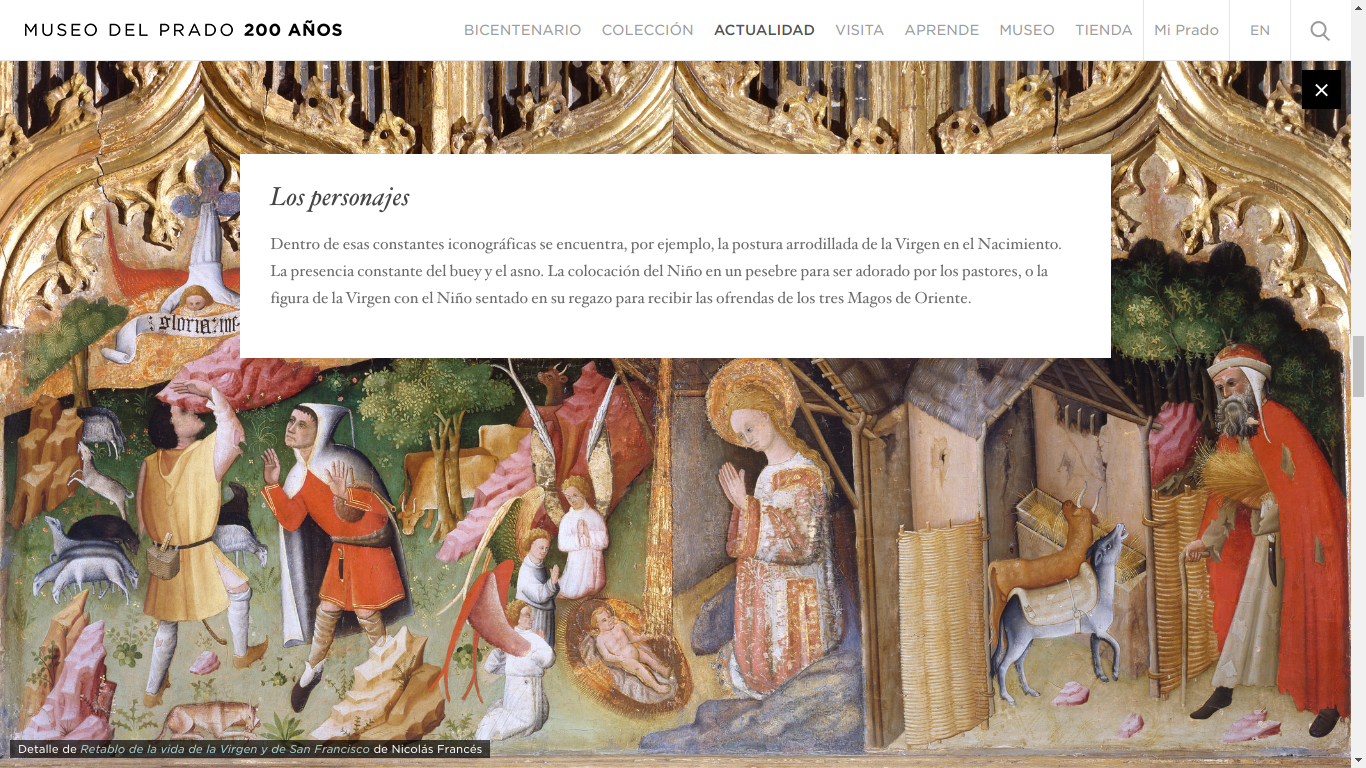 MUSEO DEL PRADO 200 AÑOS
BICENTENARIO COLECCIÓN ACTUALIDAD VISITA APRENDE MUSEO TIENDA Mi Prado EN
Los personajes
Dentro de esas constantes iconográficas se encuentra, por ejemplo, la postura arrodillada de la Virgen en el Nacimiento.
La presencia constante del buey y el asno. La colocación del Niño en un pesebre para ser adorado por los pastores, o la
figura de la Virgen con el Niño sentado en su regazo para recibir las ofrendas de los tres Magos de Oriente.
gloria
Detalle de Retablo de la vida de la Virgen y de San Francisco de Nicolás Francés